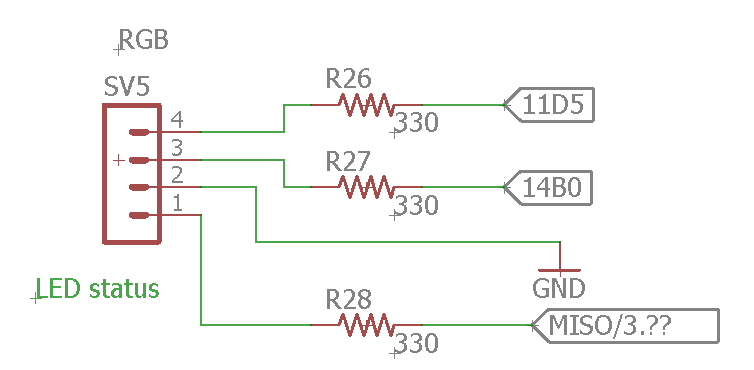 RGB
SV5
4
3
2
1
R26
330
11D5
R27
330
14B0
GND
LED status
R28
330
MISO/3.??